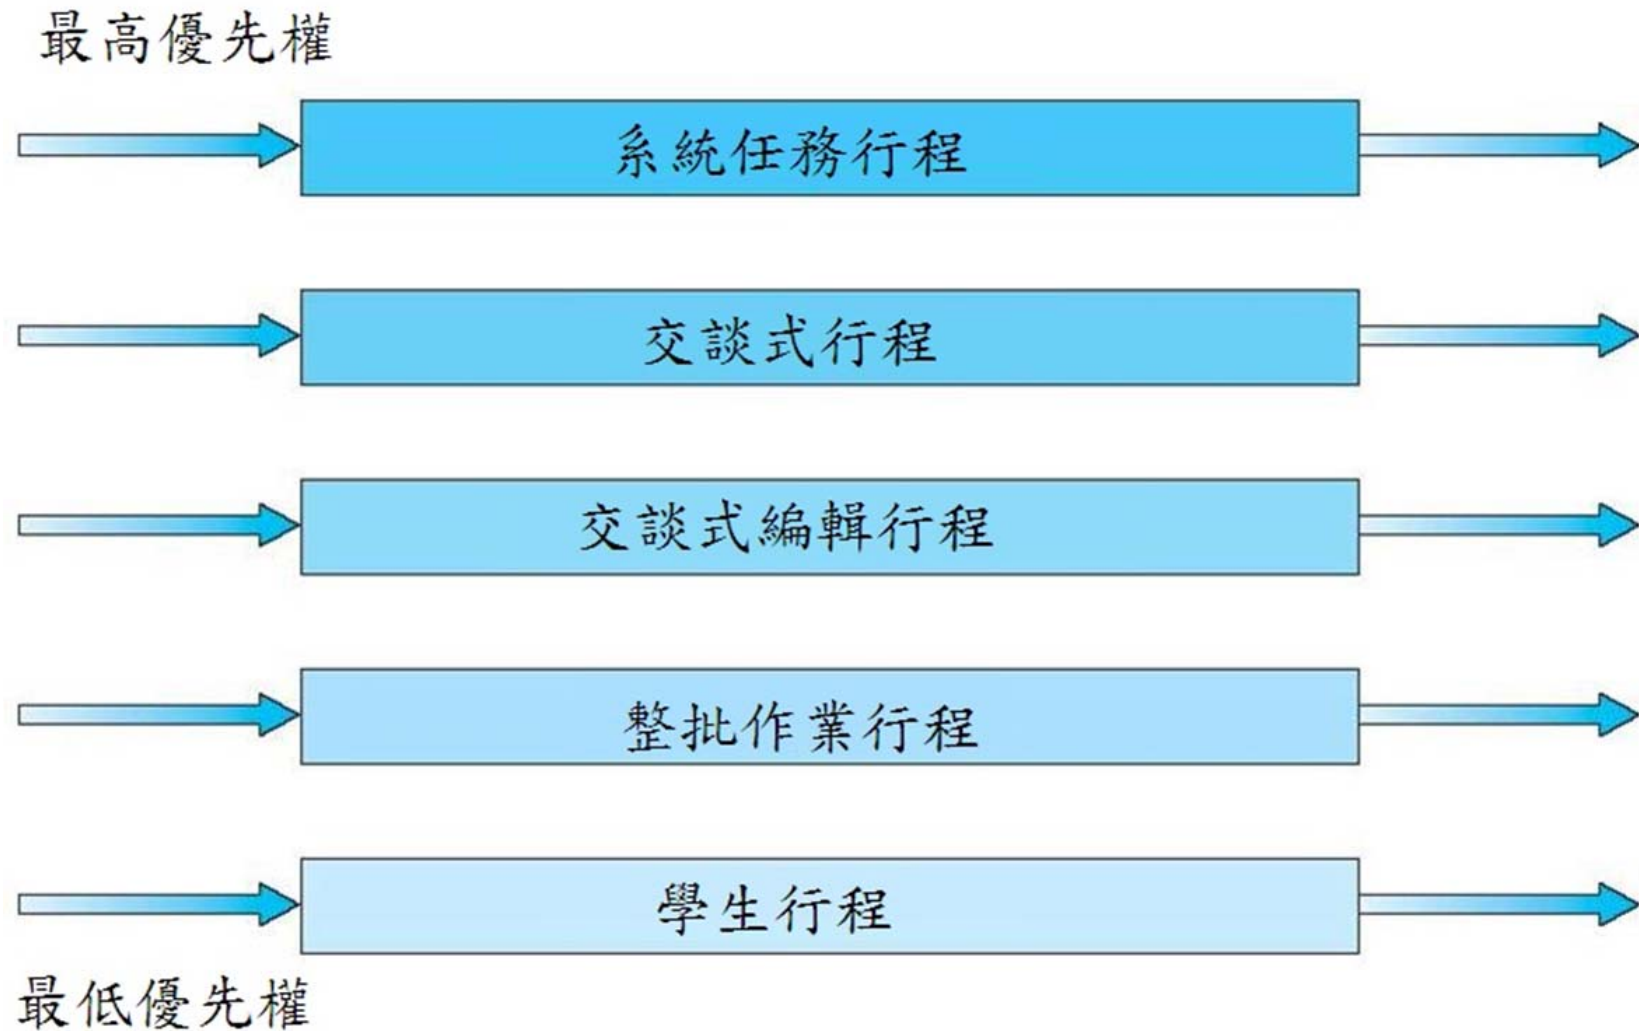 最高優先權
系統任務行程
交談式行程
交談式編輯行程
整批作業行程
學生行程
最低優先權